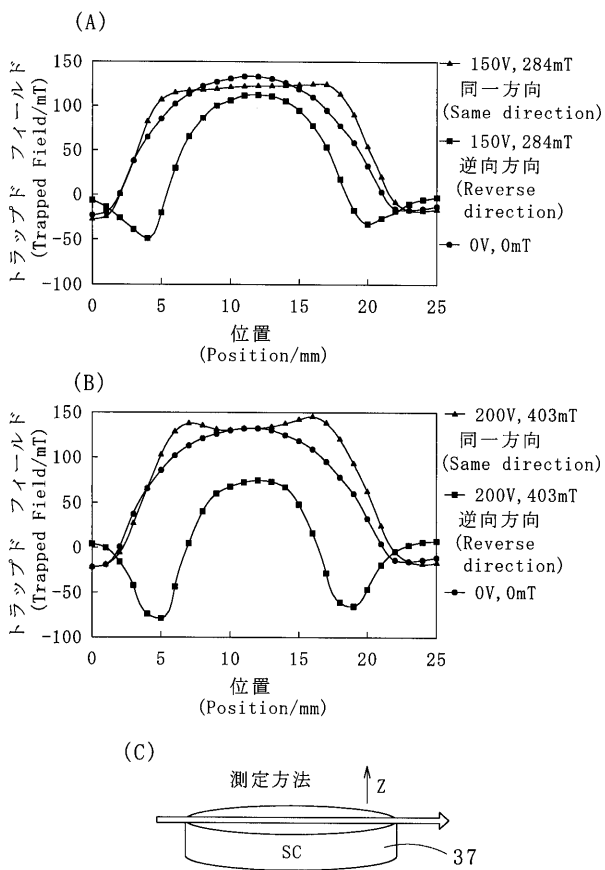 (A)
トラップド フィールド
(Trapped Field/mT)
150
100
50
0
-50
-100
0
5
10
15
20
25
位置
(Position/mm)
150V,284mT
同一方向
(Same direction)
150V,284mT
逆向方向
(Reverse
direction)
0V,0mT
(B)
トラップド フィールド
(Trapped Field/mT)
150
100
50
0
-50
-100
0
5
10
15
20
25
位置
(Position/mm)
200V,403mT
同一方向
(Same direction)
200V,403mT
逆向方向
(Reverse
direction)
0V,0mT
(C)
測定方法
Z
SC
37